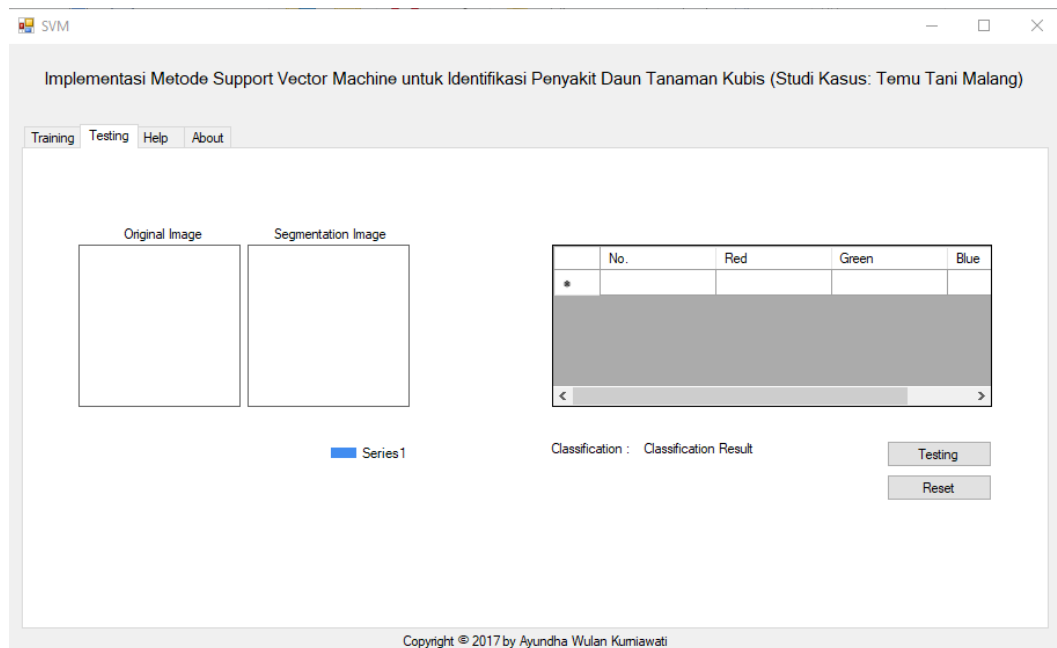 SVM
Implementasi Metode Support Vector Machine untuk Identifikasi Penyakit Daun Tanaman Kubis (Studi Kasus: Temu Tani Malang)
Training Testing Help About
Original Image Segmentation Image
No. Red Green Blue
Series1
Classification : Classification Result
Testing
Reset
Copyright © 2017 by Ayundha Wulan Kurniawati